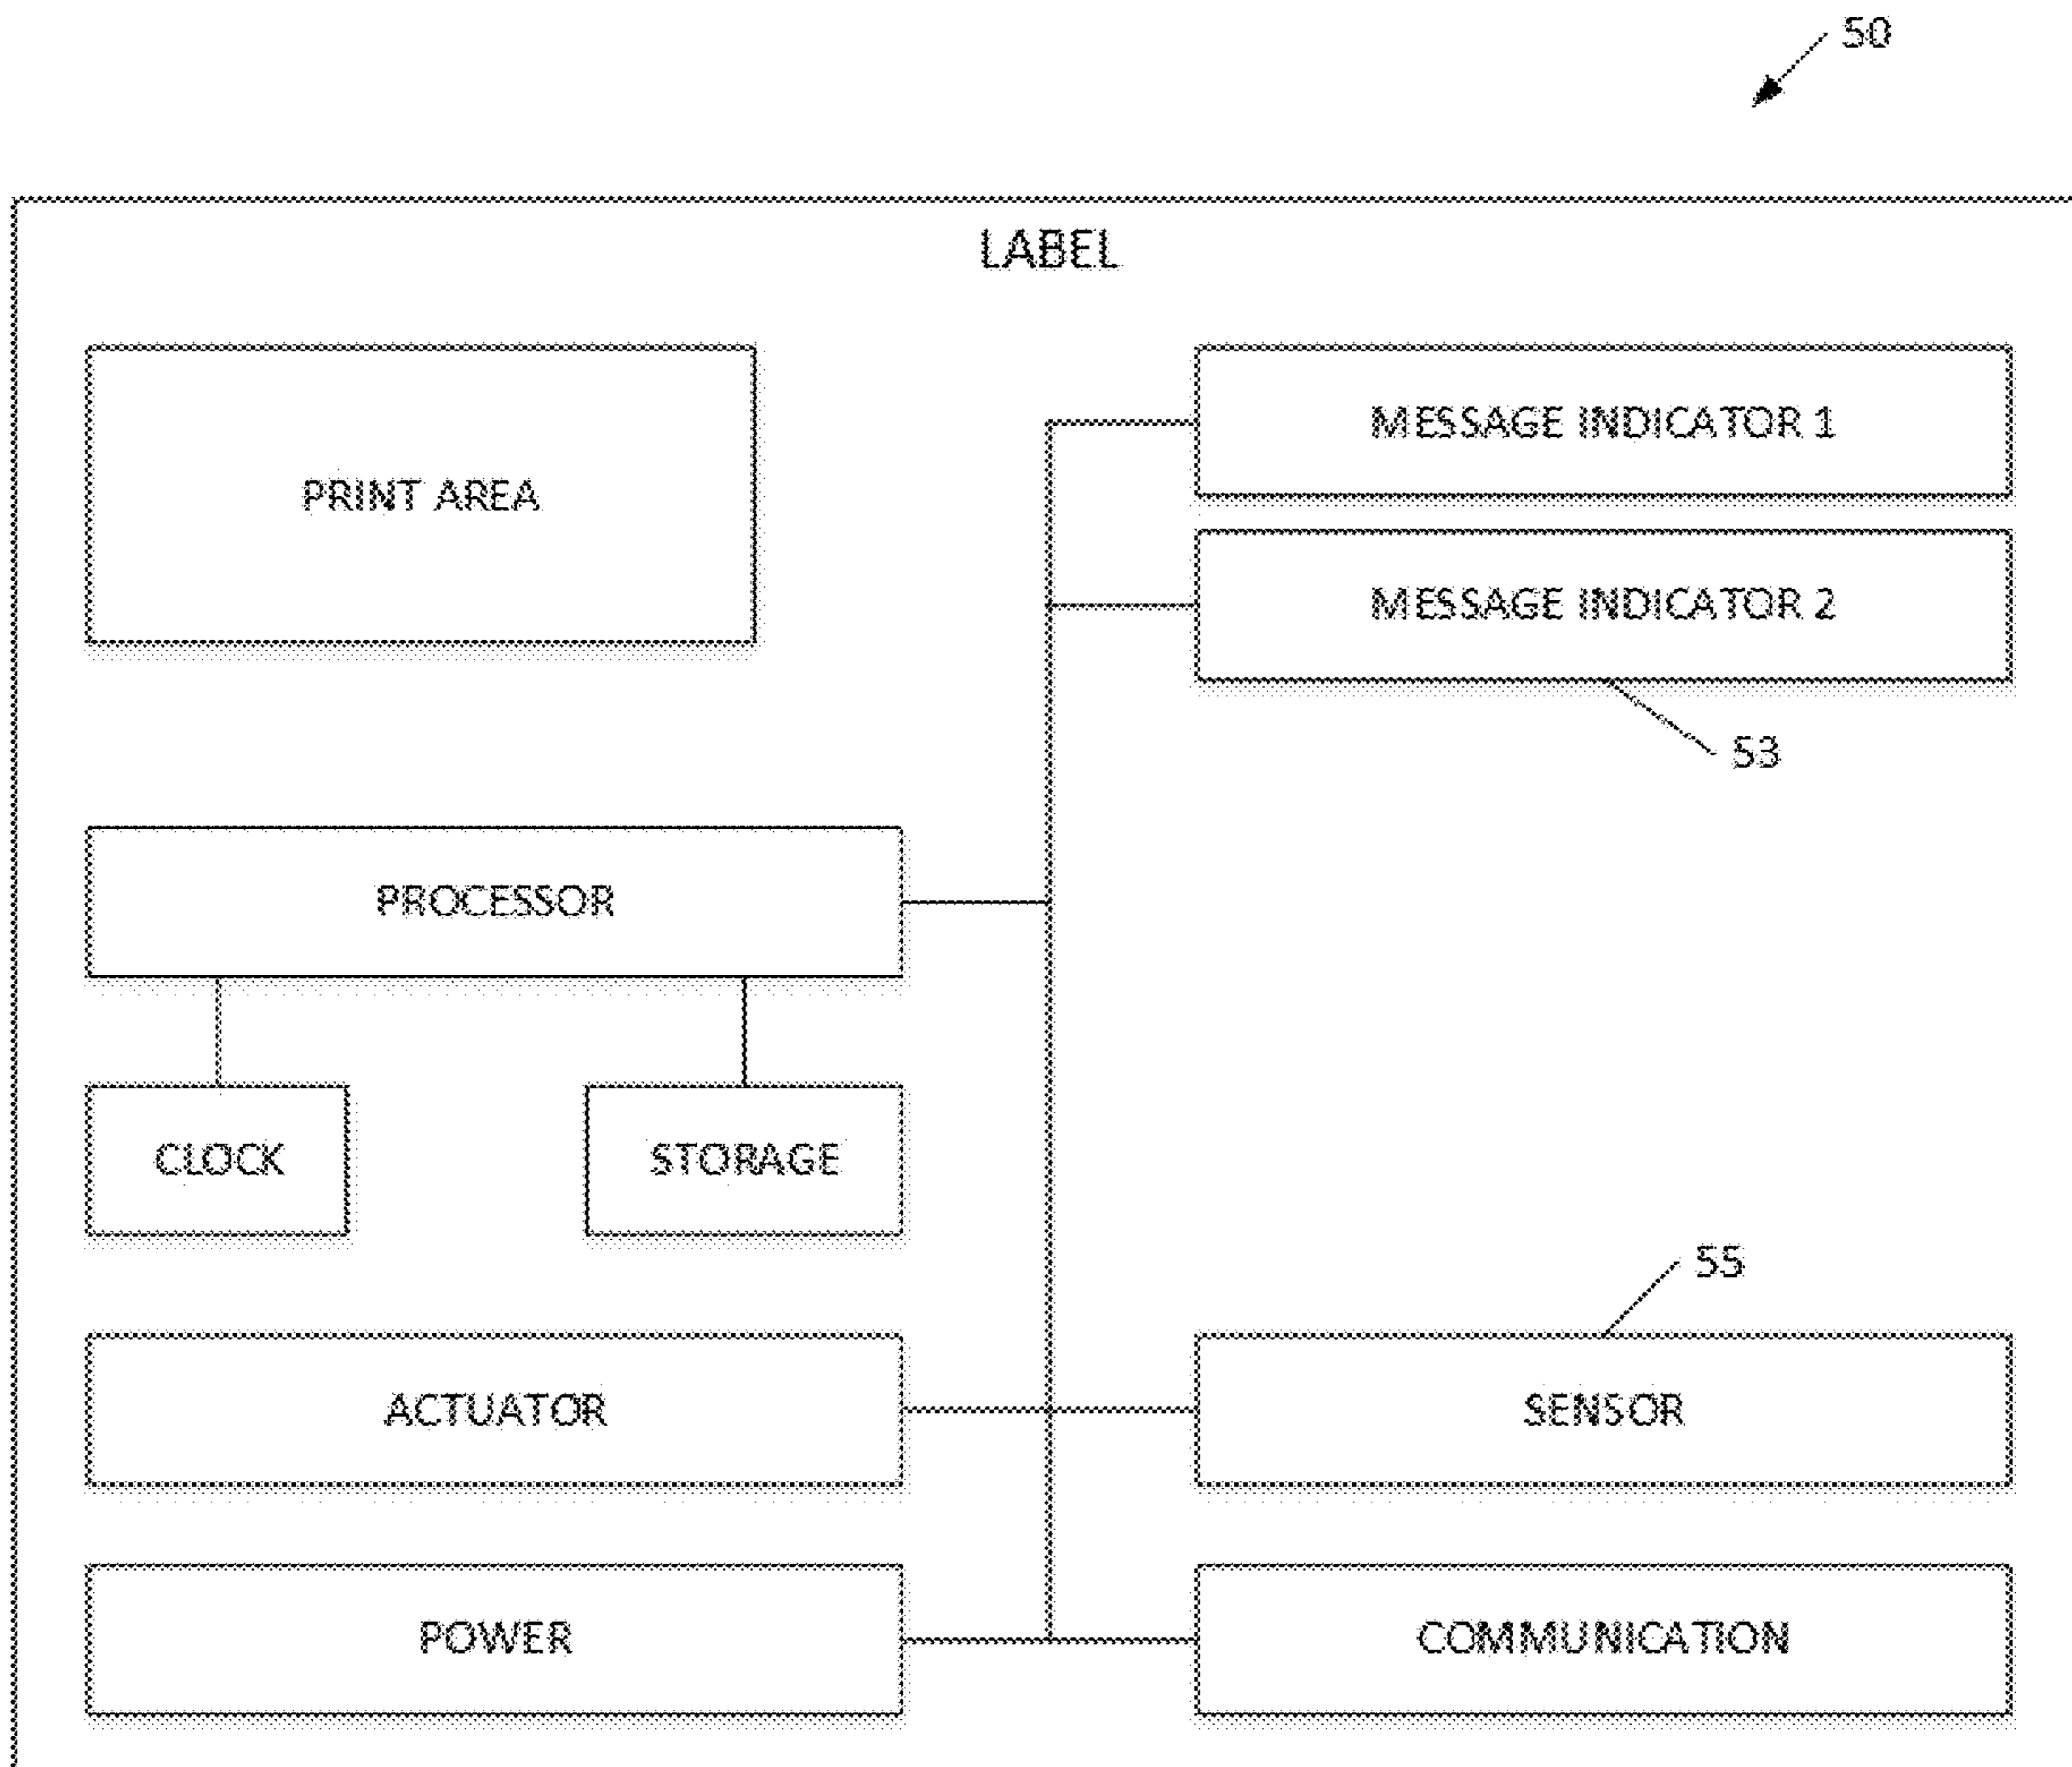 50
LABEL
PRINT AREA
MESSAGE INDICATOR 1
MESSAGE INDICATOR 2
53
PROCESSOR
CLOCK
STORAGE
55
ACTUATOR
SENSOR
POWER
COMMUNICATION